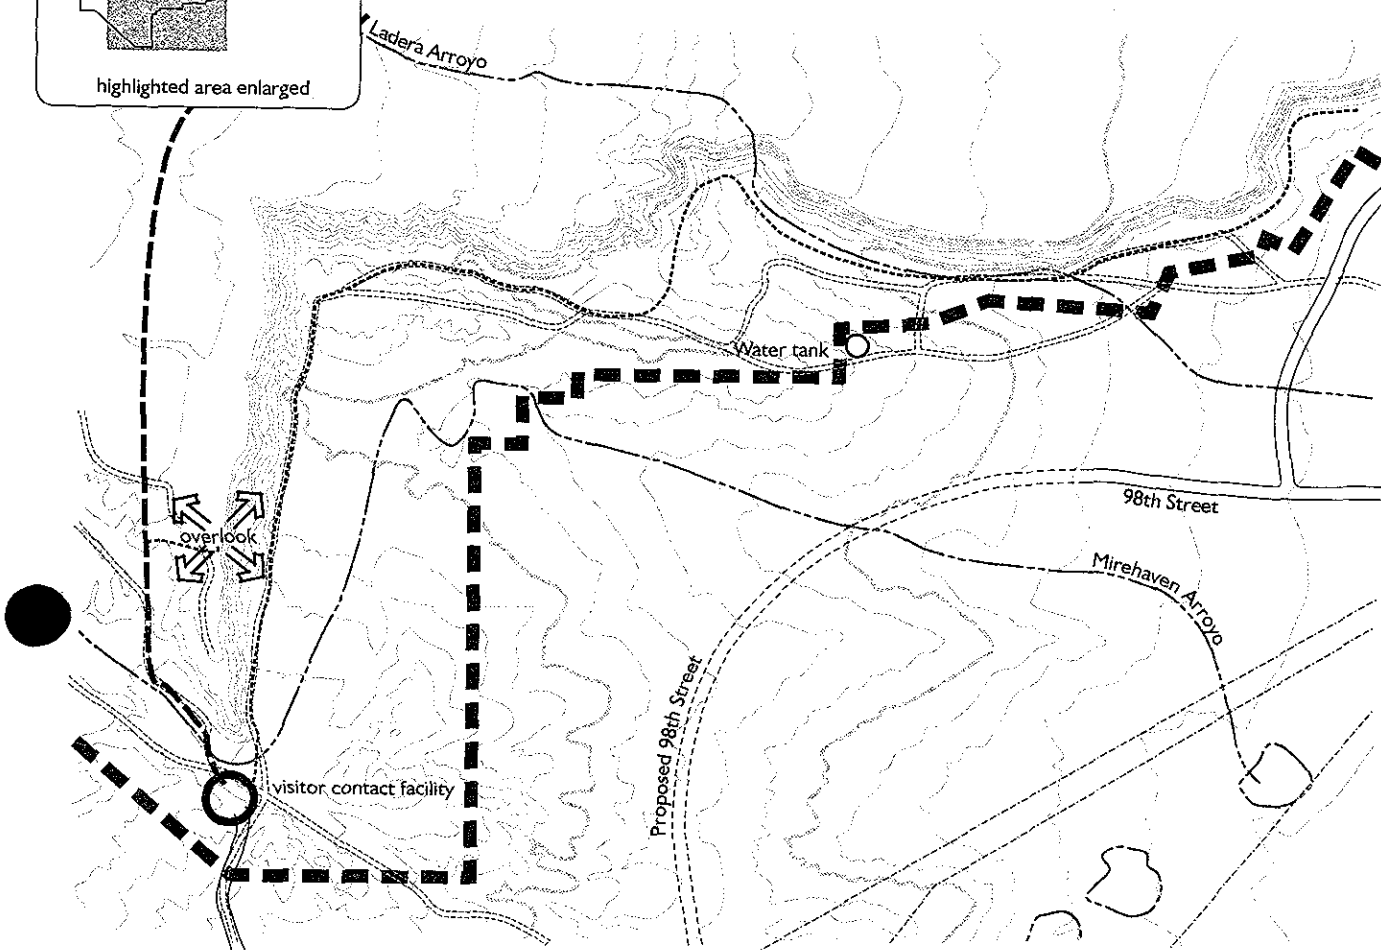 Ladera Arroyo
highlighted area enlarged
Water tank
98th Street
overlook
Mirehaven Arroyo
Proposed 98th Street
visitor contact facility